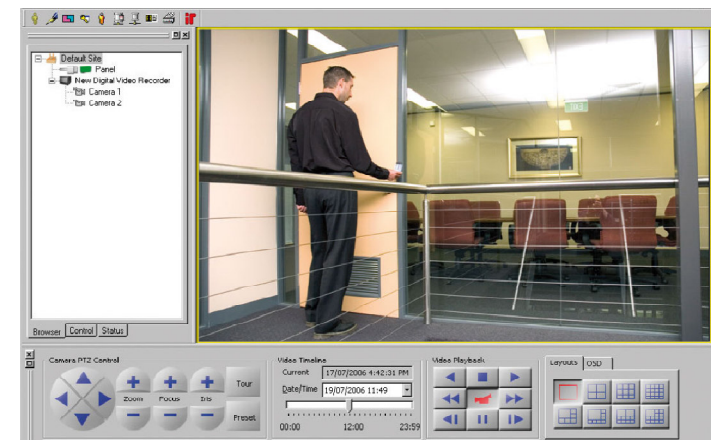 Default Site
Panel
New Digital Video Recorder
Camera 1
Camera 2
Browser Control Status
Camera PTZ Control
Zoom Focus Iris
Tour
Preset
Video Timeline
Current 17/07/2006 4:42:31 PM
Date/Time 19/07/2006 11:49
00:00 12:00 23:59
Video Playback
Layouts OSD